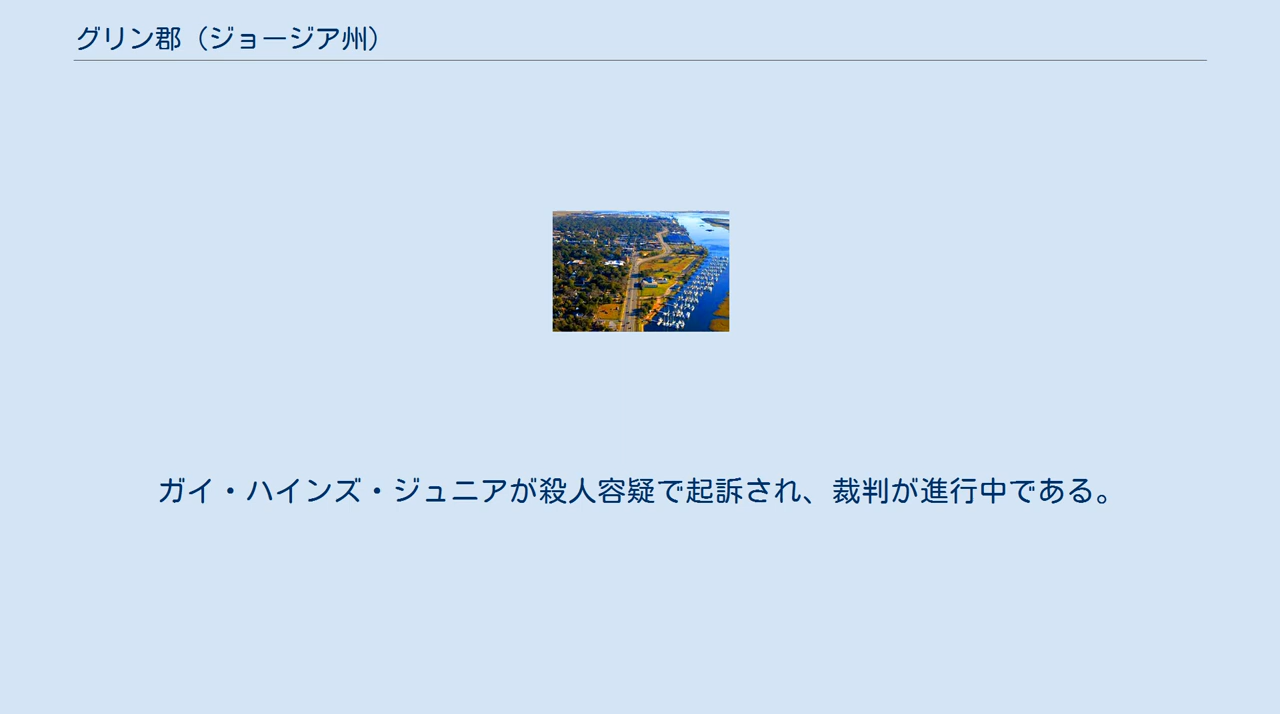 グリン郡（ジョージア州）
ガイ・ハインズ・ジュニアが殺人容疑で起訴され、裁判が進行中である。